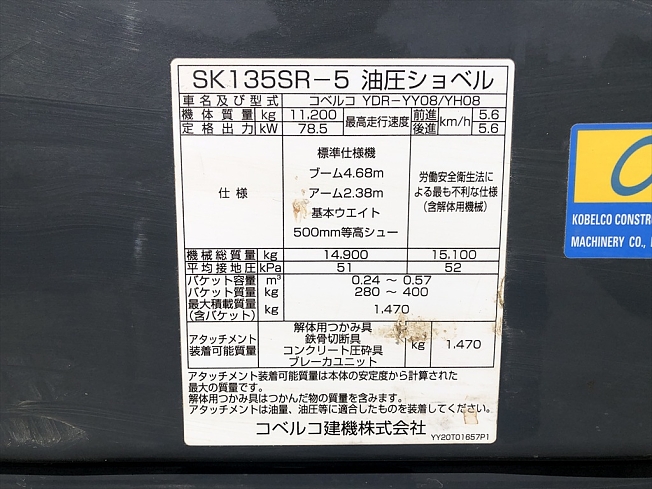 SK135SR-5 油圧ショベル
車名及び型式 コベルコ YDR-YY08/YH08
機体質量 kg 11,200 最高走行速度 前進 km/h 5.6
定格出力 kW 78.5 後進 5.6
仕様
標準仕様機
ブーム4.68m
アーム2.38m
基本ウエイト
500mm等高シュー
労働安全衛生法に
よる最も不利な仕様
(含解体用機械)
機械総質量 kg 14,900 15,100
平均接地圧 kPa 51 52
バケット容量 m³ 0.24 ～ 0.57
バケット質量 kg 280 ～ 400
最大積載質量
(含バケット) kg 1,470
アタッチメント
装着可能質量
解体用つかみ具
鉄骨切断具
コンクリート圧砕具
ブレーカユニット
kg 1,470
アタッチメント装着可能質量は本体の安定度から計算された
最大の質量です。
解体用つかみ具はつかんだ物の質量を含みます。
アタッチメントは油量、油圧等に適合したものを装着してください。
コベルコ建機株式会社
YY20T01657P1
KOBELCO CONSTR
MACHINERY CO.,